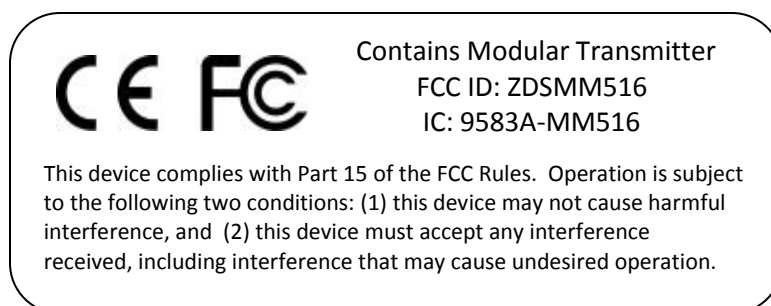 CE FC
Contains Modular Transmitter
FCC ID: ZDSMM516
IC: 9583A-MM516
This device complies with Part 15 of the FCC Rules.  Operation is subject
to the following two conditions: (1) this device may not cause harmful
interference, and  (2) this device must accept any interference
received, including interference that may cause undesired operation.